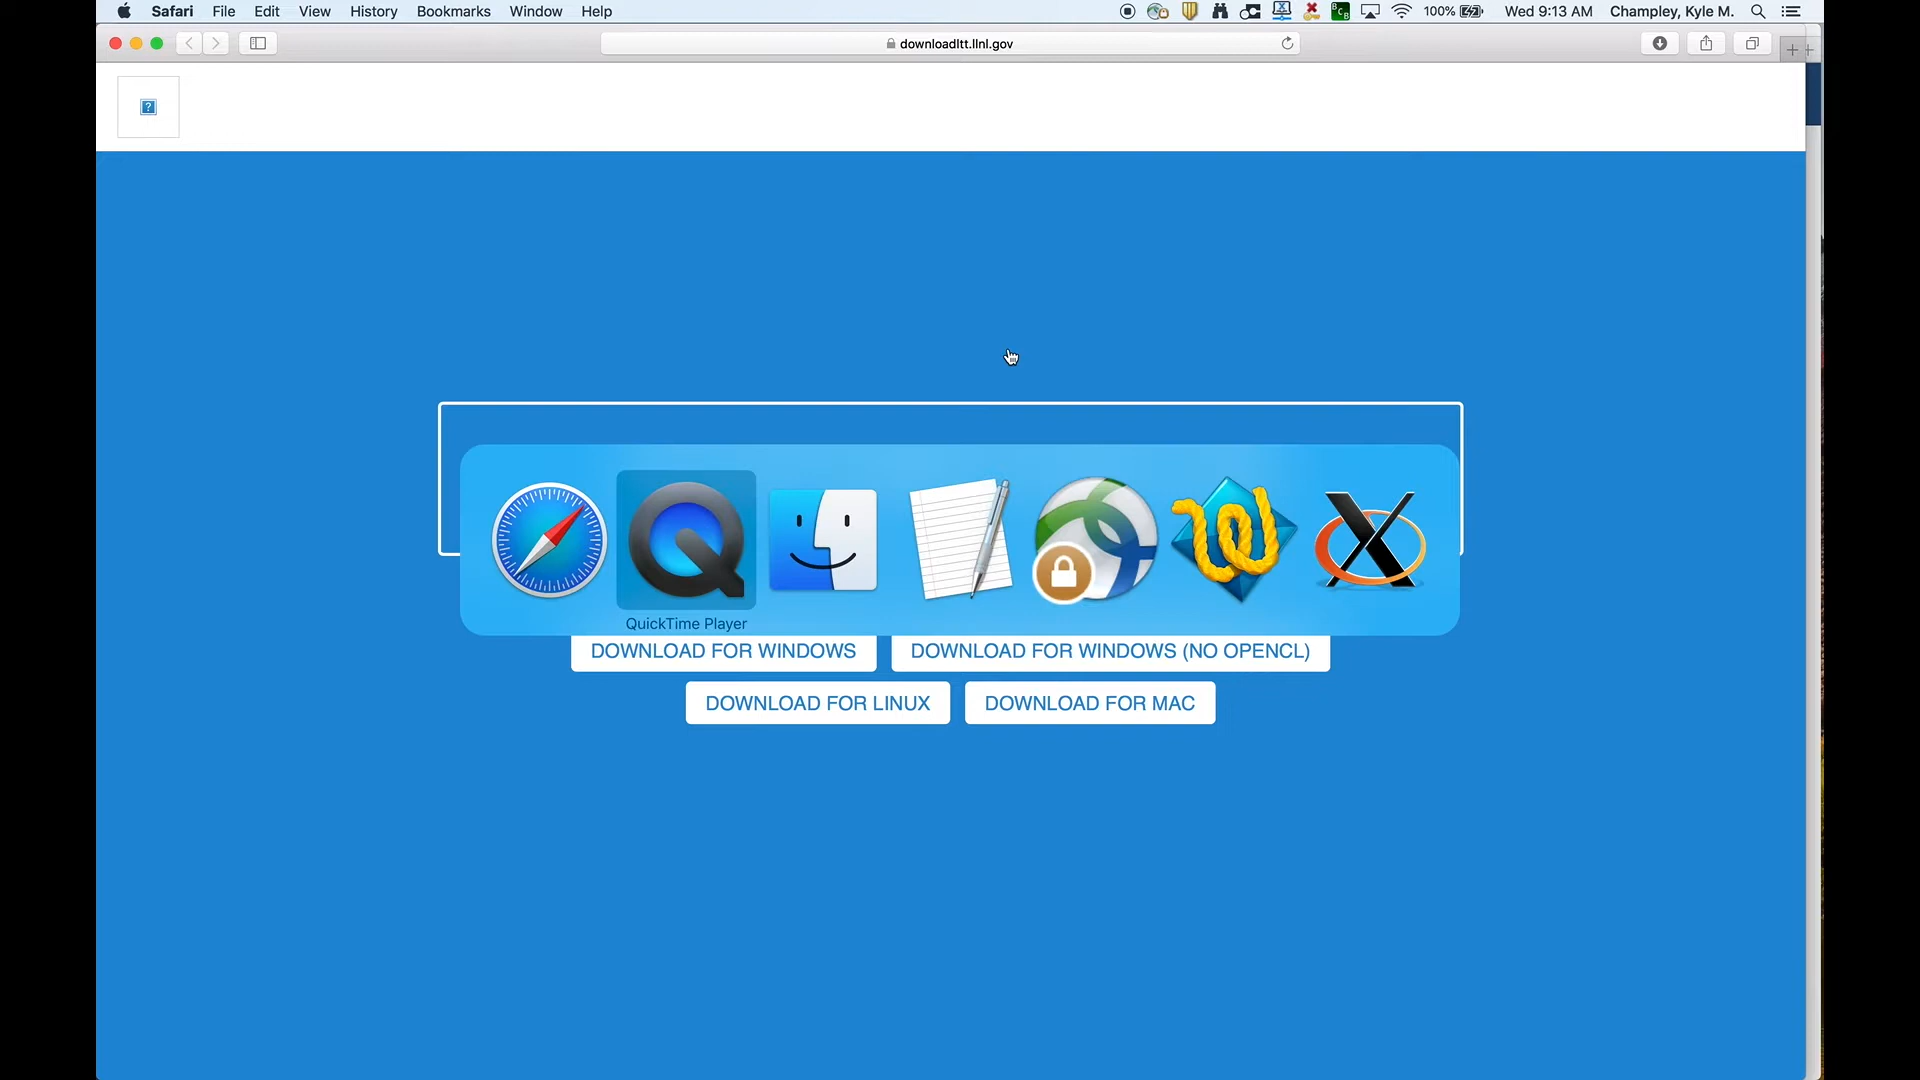 Safari File Edit View History Bookmarks Window Help 100% Wed 9:13 AM Champley, Kyle M.
downloadltt.llnl.gov
QuickTime Player
DOWNLOAD FOR WINDOWS DOWNLOAD FOR WINDOWS (NO OPENCL)
DOWNLOAD FOR LINUX DOWNLOAD FOR MAC